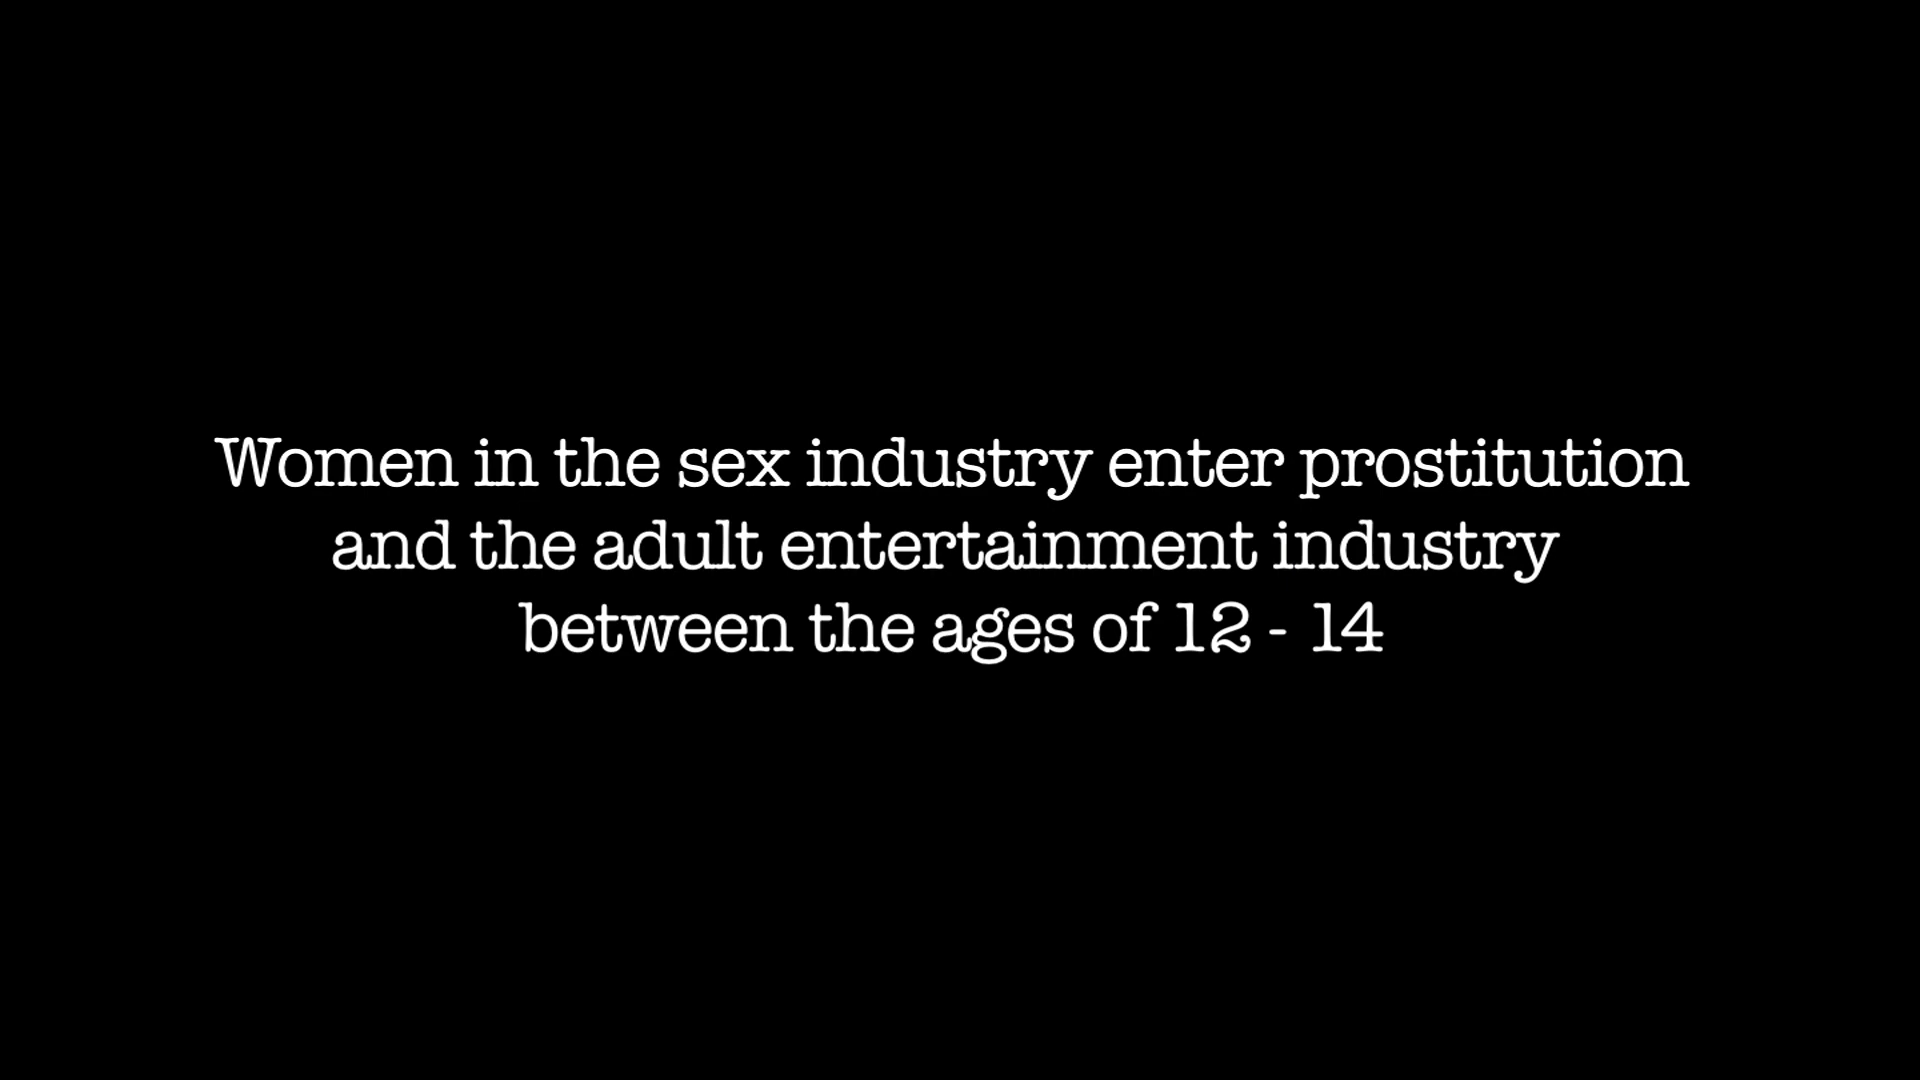 Women in the sex industry enter prostitution
and the adult entertainment industry
between the ages of 12 - 14